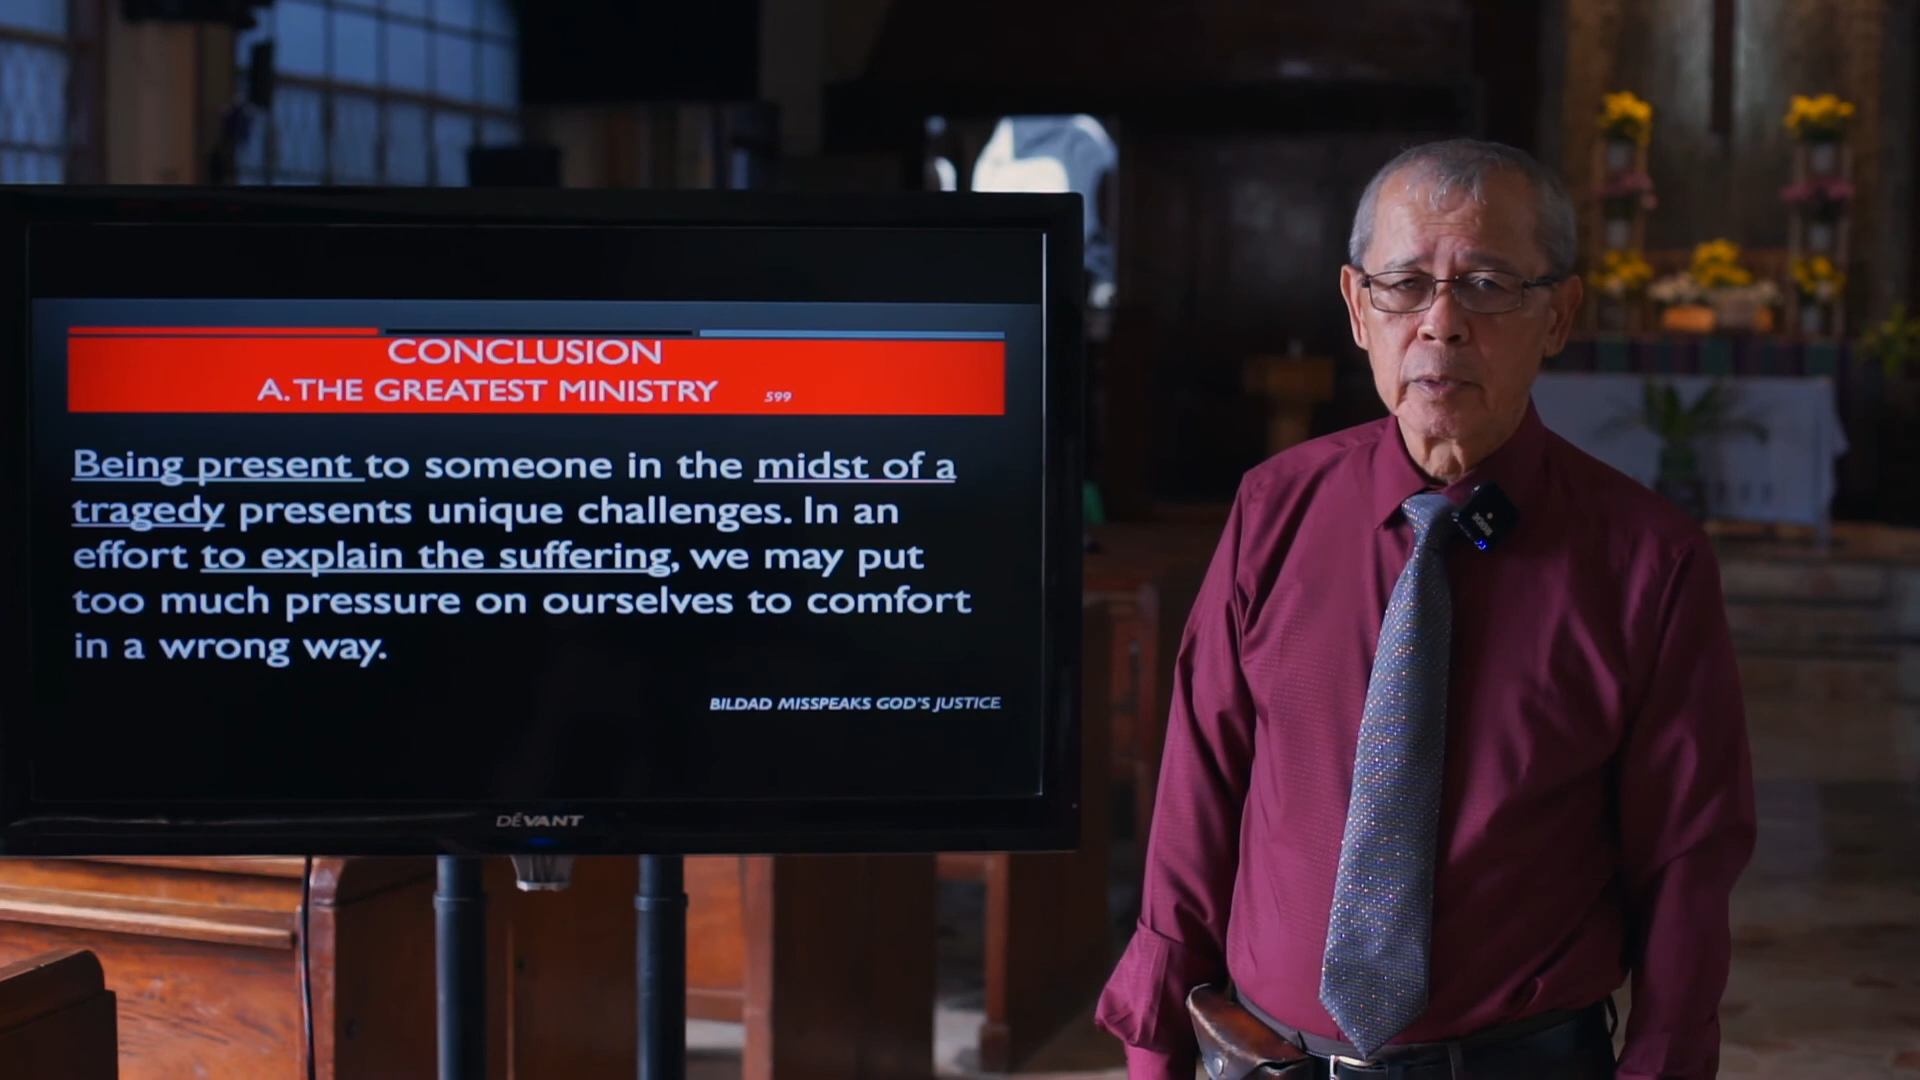 CONCLUSION
A. THE GREATEST MINISTRY 599
Being present to someone in the midst of a
tragedy presents unique challenges. In an
effort to explain the suffering, we may put
too much pressure on ourselves to comfort
in a wrong way.
BILDAD MISSPEAKS GOD'S JUSTICE
DEVANT